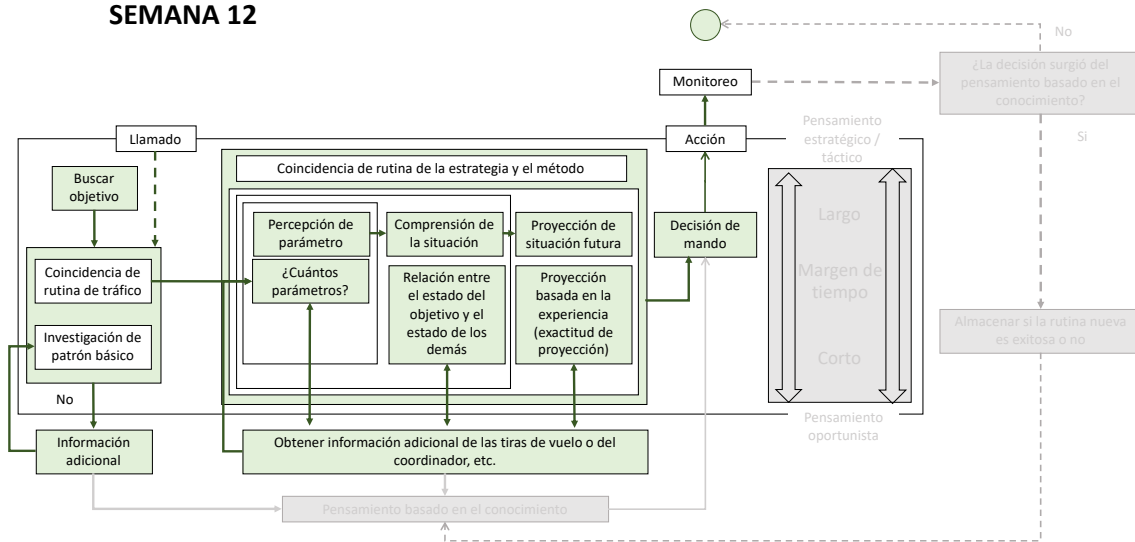 SEMANA 12
No
¿La decisión surgió del
pensamiento basado en el
conocimiento?
Monitoreo
Si
Pensamiento
estratégico /
táctico
Llamado
Acción
Coincidencia de rutina de la estrategia y el método
Buscar
objetivo
Percepción de
parámetro
Comprensión de
la situación
Proyección de
situación futura
Decisión de
mando
Largo
Coincidencia de
rutina de tráfico
¿Cuántos
parámetros?
Relación entre
el estado del
objetivo y el
estado de los
demás
Proyección
basada en la
experiencia
(exactitud de
proyección)
Margen de
tiempo
Almacenar si la rutina nueva
es exitosa o no
Investigación de
patrón básico
Corto
No
Pensamiento
oportunista
Información
adicional
Obtener información adicional de las tiras de vuelo o del
coordinador, etc.
Pensamiento basado en el conocimiento